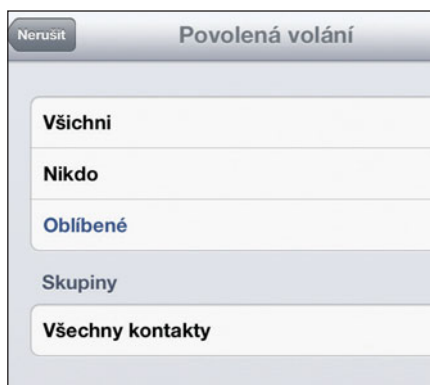 Nerušit
Povolená volání
Všichni
Nikdo
Oblíbené
Skupiny
Všechny kontakty